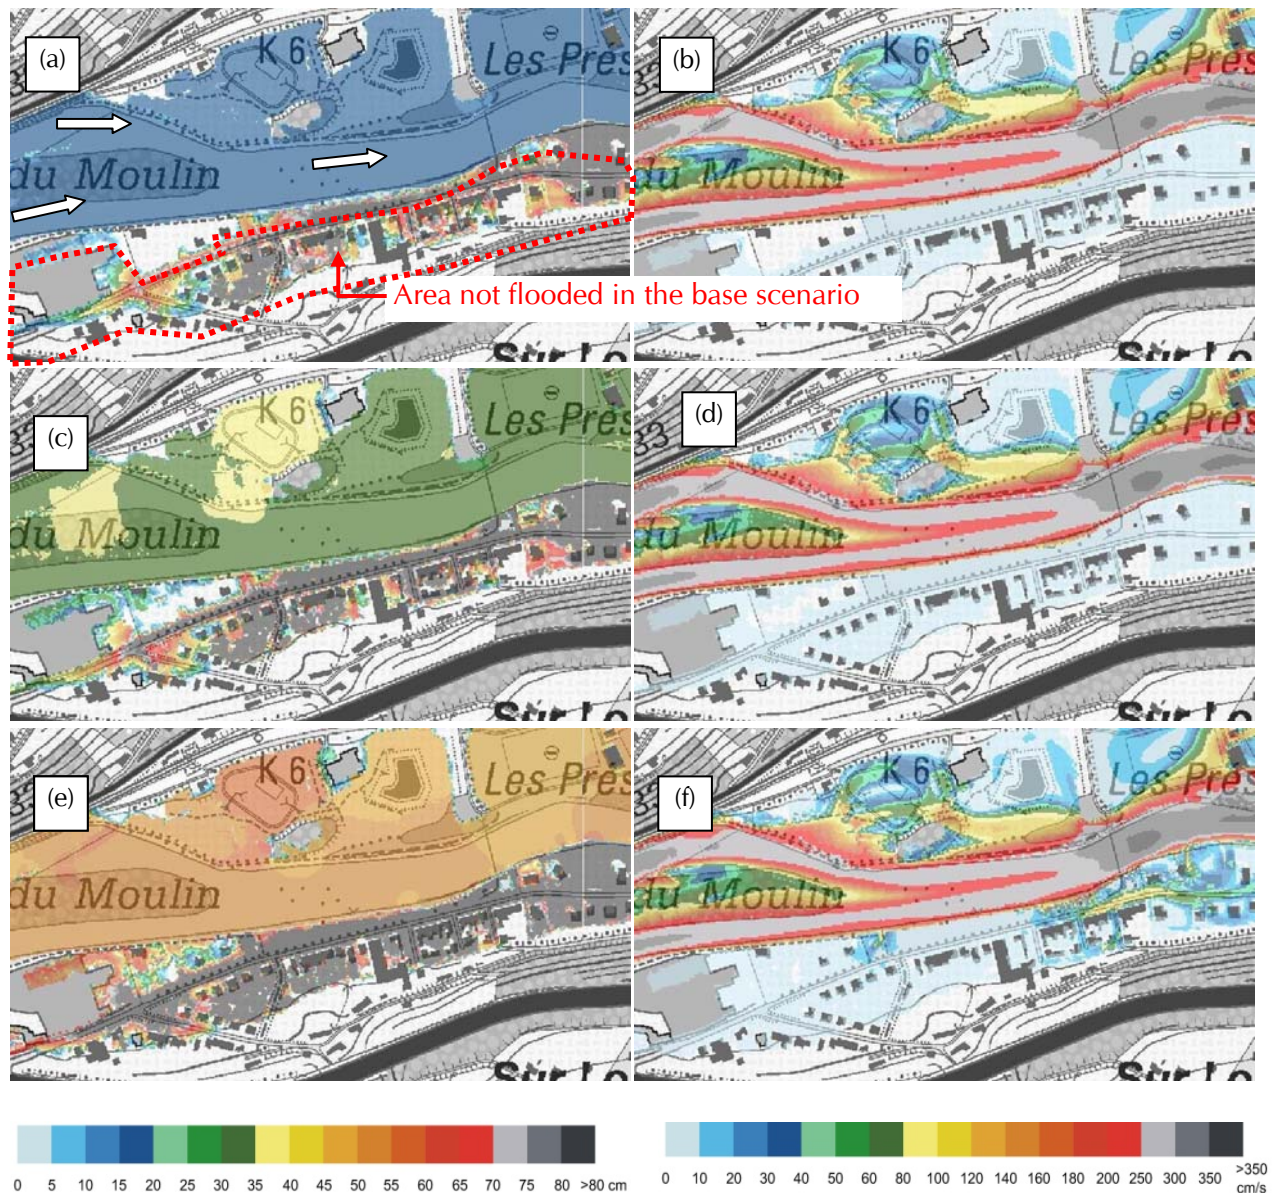 (a)
K 6
Les Prés
du Moulin
Area not flooded in the base scenario
(b)
K 6
Les Prés
du Moulin
(c)
K 6
Les Prés
du Moulin
(d)
K 6
Les Prés
du Moulin
(e)
K 6
Les Prés
du Moulin
(f)
K 6
Les Prés
du Moulin
0 5 10 15 20 25 30 35 40 45 50 55 60 65 70 75 80 >80 cm
0 10 20 30 40 50 60 80 100 120 140 160 180 200 250 300 350 >350 cm/s